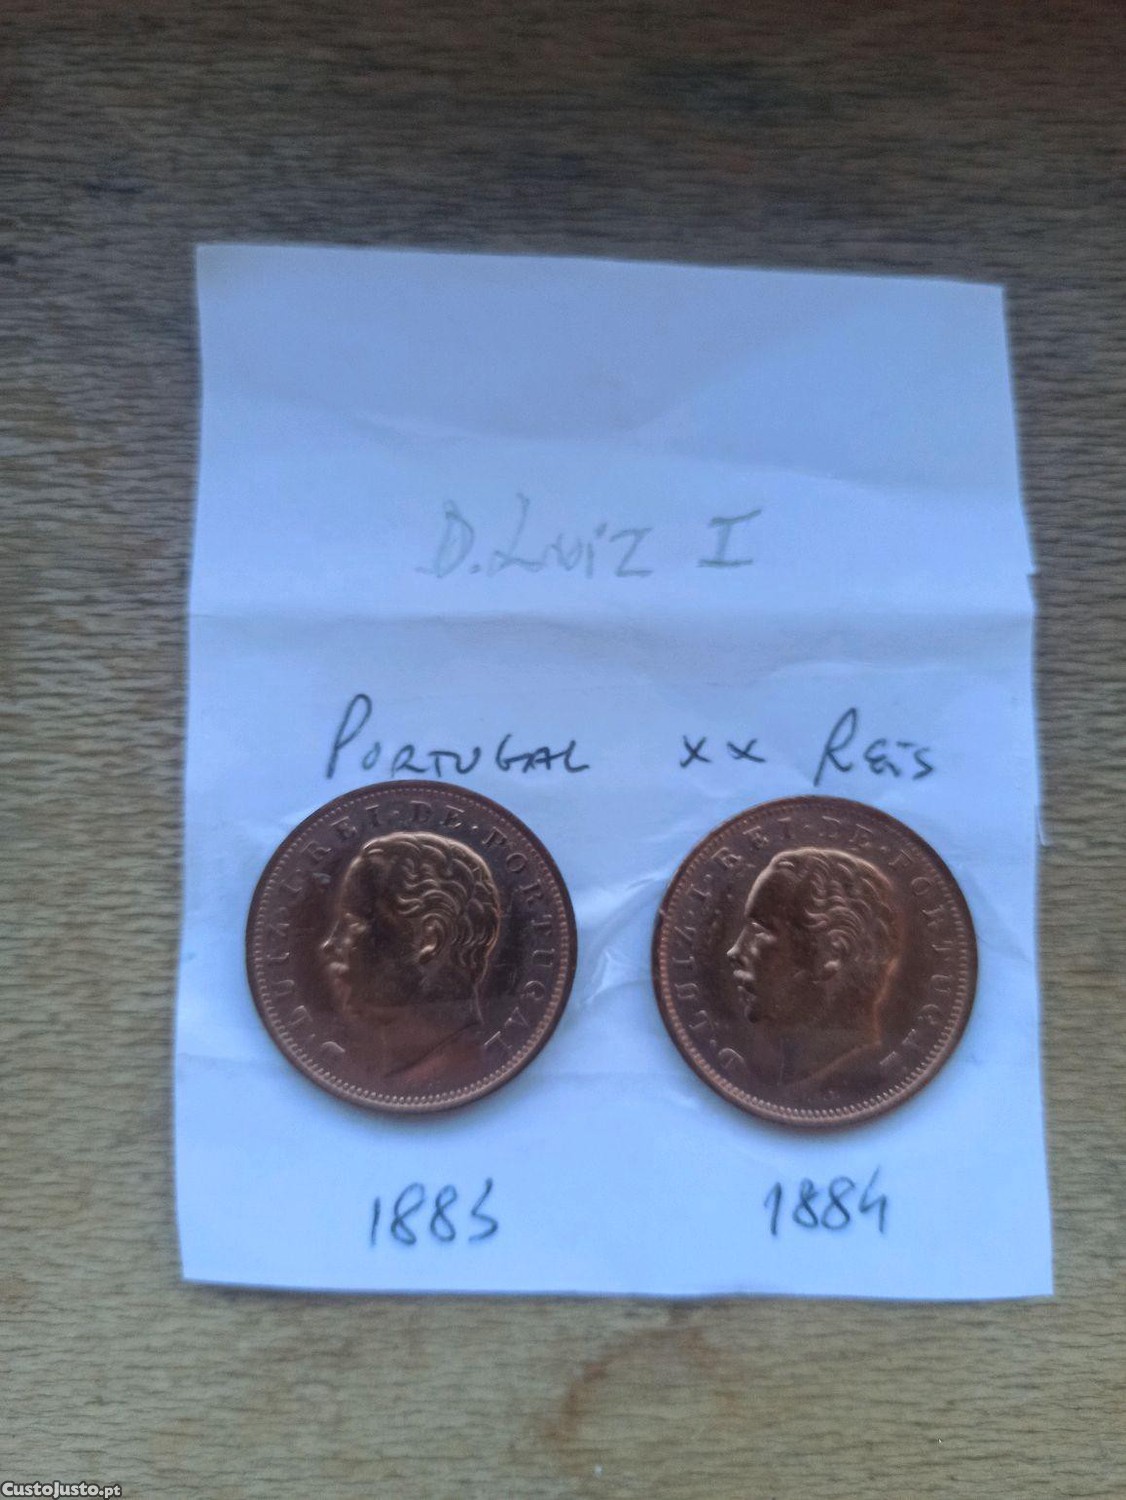 D. Luiz I
PORTUGAL XX REIS
D·LUIZ·I·REI·DE·PORTUGAL
D·LUIZ·I·REI·DE·PORTUGAL
1883 1884
CustoJusto.pt